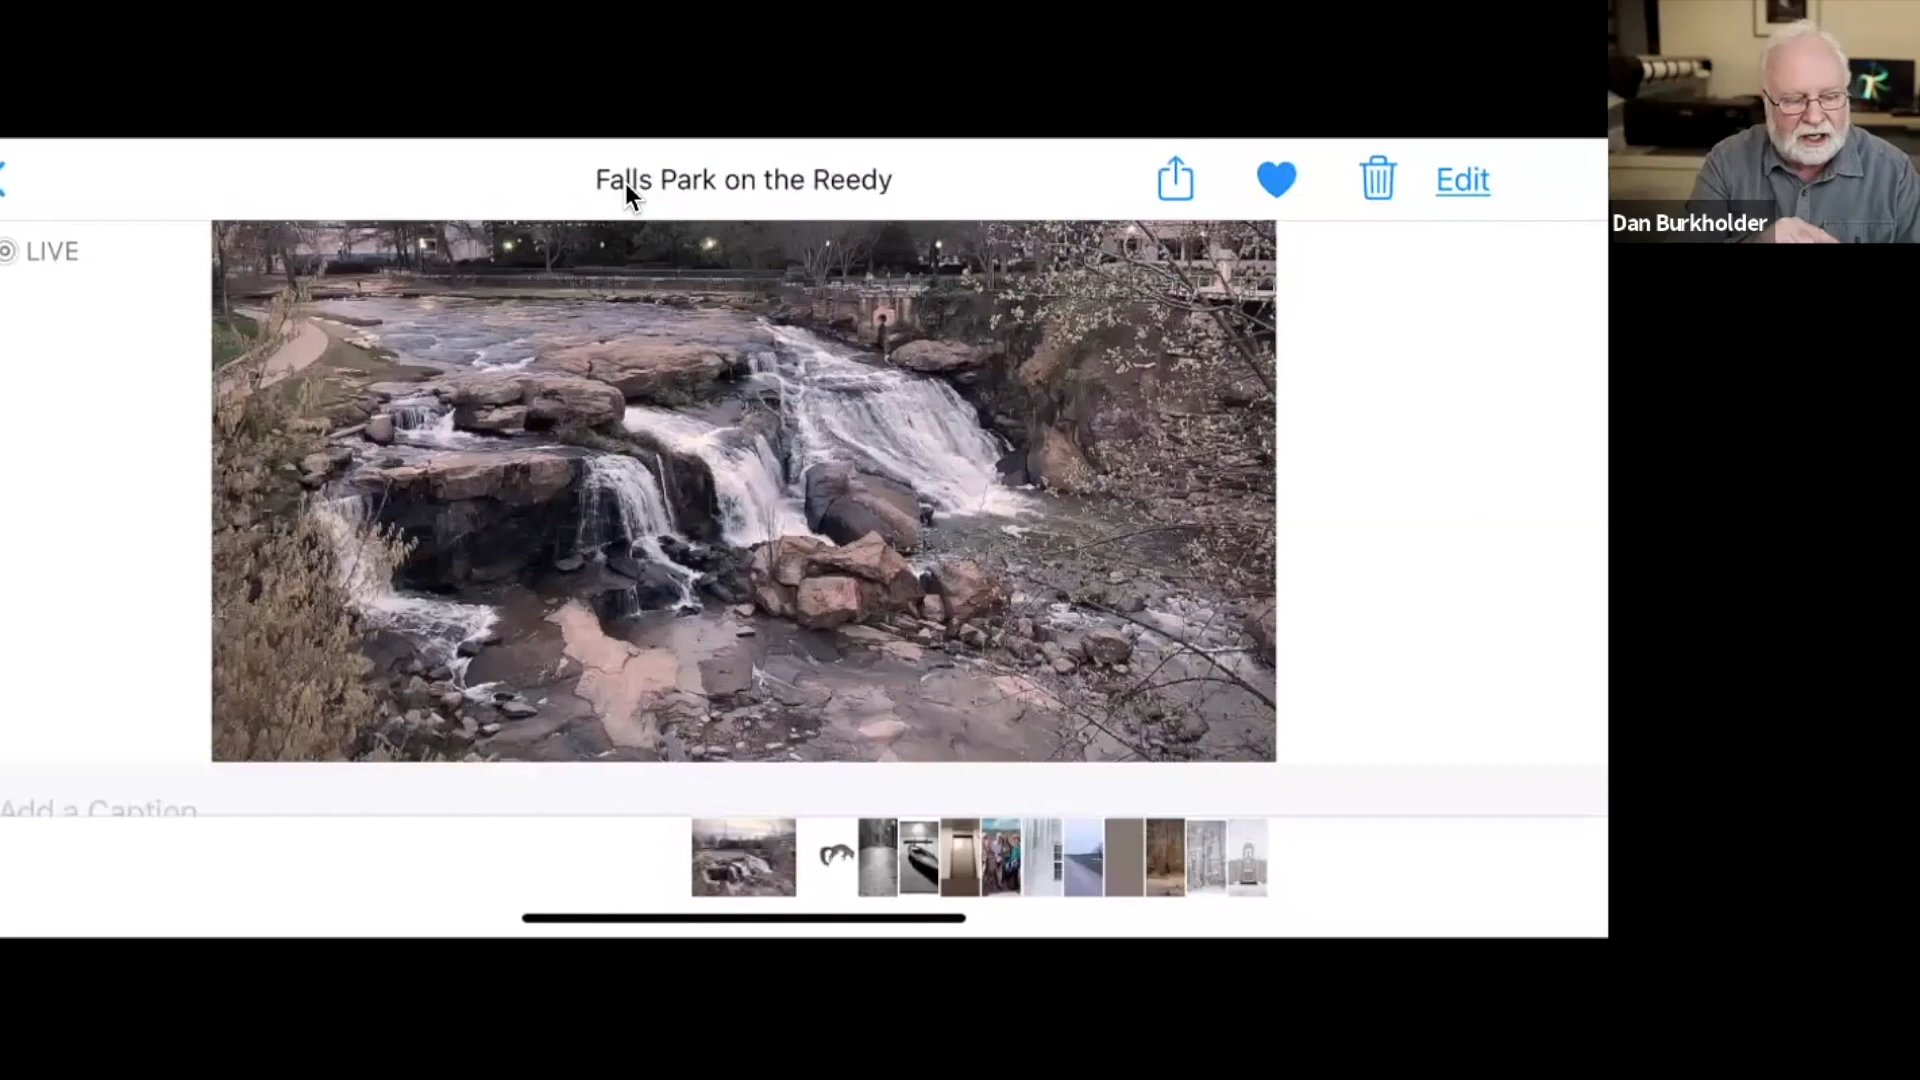 Falls Park on the Reedy
Edit
LIVE
Dan Burkholder
Add a Caption